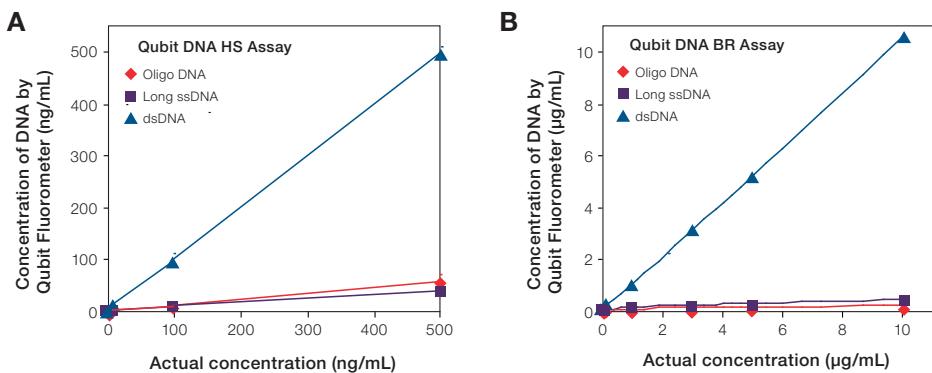 A
Qubit DNA HS Assay
Oligo DNA
Long ssDNA
dsDNA
Concentration of DNA by
Qubit Fluorometer (ng/mL)
500
400
300
200
100
0
0
100
200
300
400
500
Actual concentration (ng/mL)
B
Qubit DNA BR Assay
Oligo DNA
Long ssDNA
dsDNA
Concentration of DNA by
Qubit Fluorometer (µg/mL)
10
8
6
4
2
0
0
2
4
6
8
10
Actual concentration (µg/mL)